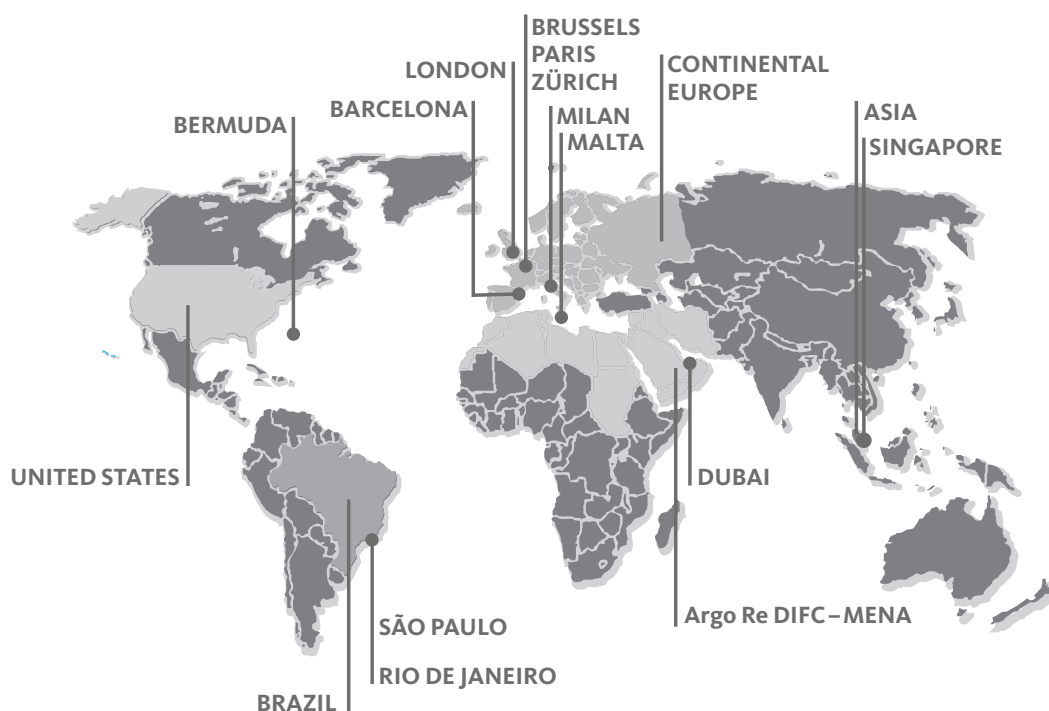 BRUSSELS
PARIS
ZÜRICH
LONDON
CONTINENTAL
EUROPE
BARCELONA
MILAN
MALTA
BERMUDA
ASIA
SINGAPORE
UNITED STATES
DUBAI
Argo Re DIFC–MENA
SÃO PAULO
RIO DE JANEIRO
BRAZIL